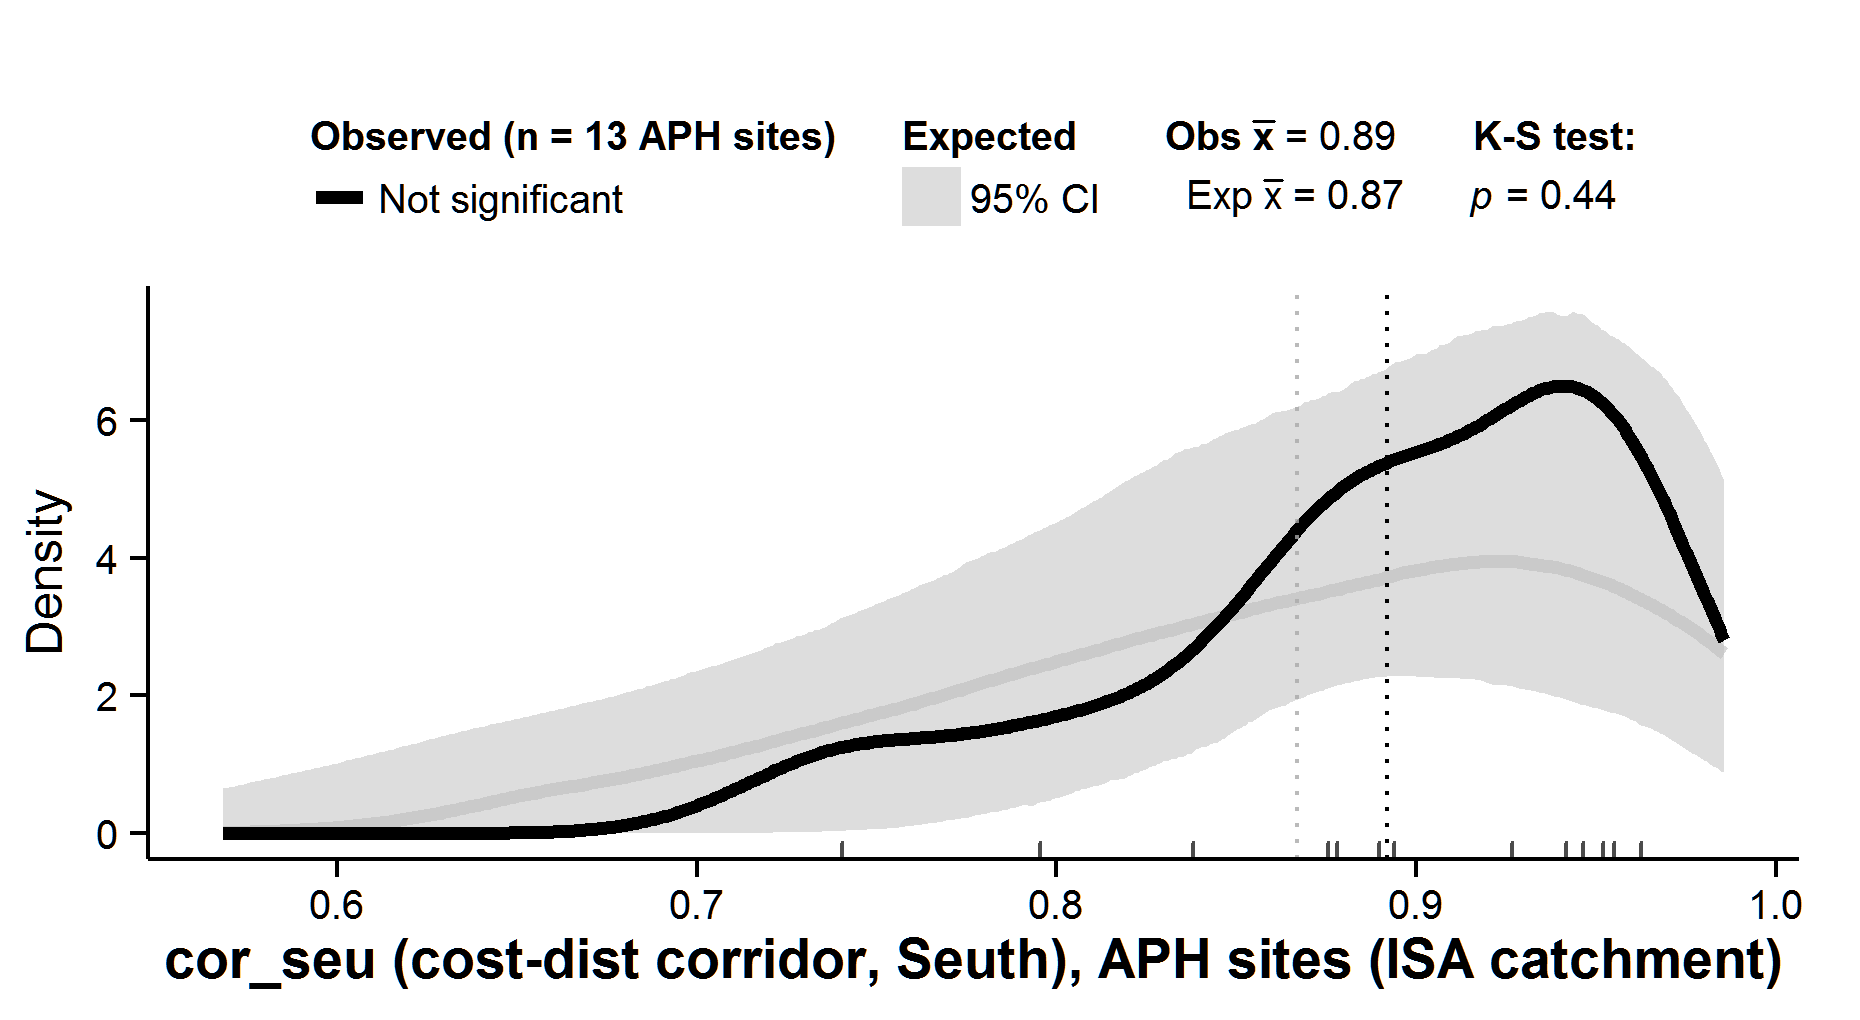 Observed (n = 13 APH sites) Expected Obs x̅ = 0.89 K-S test:
Not significant 95% CI Exp x̅ = 0.87 p = 0.44
Density
6
4
2
0
0.6 0.7 0.8 0.9 1.0
cor_seu (cost-dist corridor, Seuth), APH sites (ISA catchment)